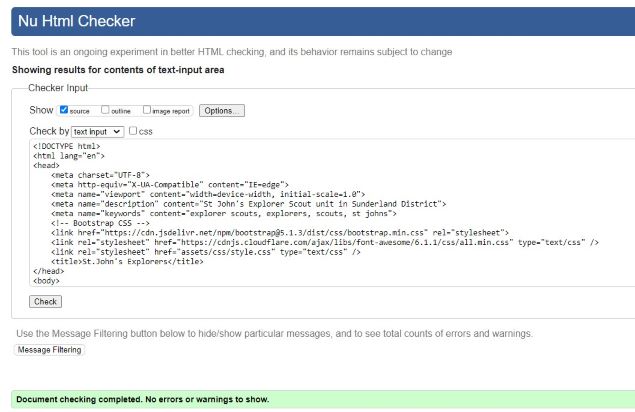 Nu Html Checker
This tool is an ongoing experiment in better HTML checking, and its behavior remains subject to change
Showing results for contents of text-input area
Checker Input
Show source outline image report Options...
Check by text input css
<!DOCTYPE html>
<html lang="en">
<head>
<meta charset="UTF-8">
<meta http-equiv="X-UA-Compatible" content="IE=edge">
<meta name="viewport" content="width=device-width, initial-scale=1.0">
<meta name="description" content="St John's Explorer Scout unit in Sunderland District">
<meta name="keywords" content="explorer scouts, explorers, scouts, st johns">
<!-- Bootstrap CSS -->
<link href="https://cdn.jsdelivr.net/npm/bootstrap@5.1.3/dist/css/bootstrap.min.css" rel="stylesheet">
<link rel="stylesheet" href="https://cdnjs.cloudflare.com/ajax/libs/font-awesome/6.1.1/css/all.min.css" type="text/css" />
<link rel="stylesheet" href="assets/css/style.css" type="text/css" />
<title>St.John's Explorers</title>
</head>
<body>
Check
Use the Message Filtering button below to hide/show particular messages, and to see total counts of errors and warnings.
Message Filtering
Document checking completed. No errors or warnings to show.